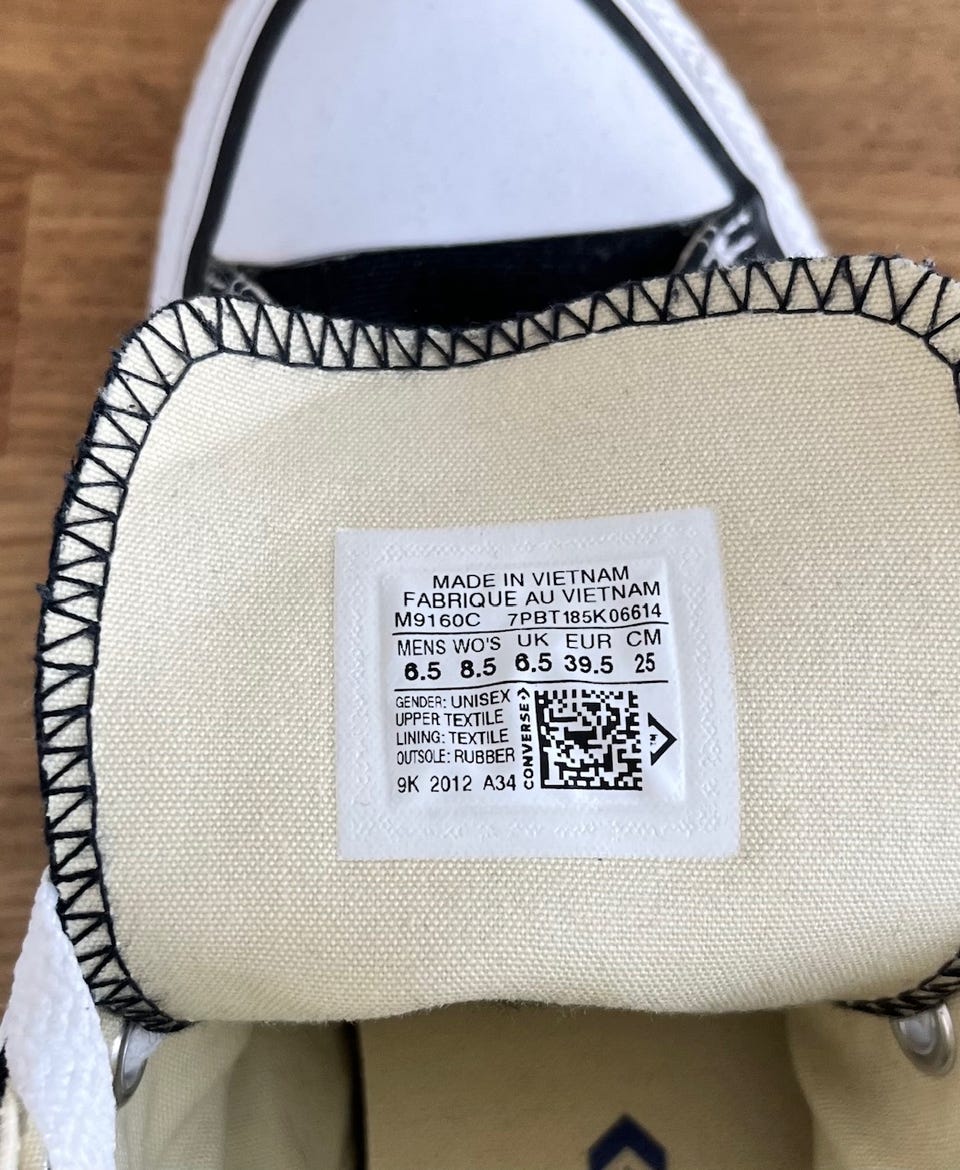 MADE IN VIETNAM
FABRIQUE AU VIETNAM
M9160C 7PBT185K06614
MENS WO'S UK EUR CM
6.5 8.5 6.5 39.5 25
GENDER: UNISEX
UPPER TEXTILE
LINING: TEXTILE
OUTSOLE: RUBBER
9K 2012 A34
CONVERSE
TM